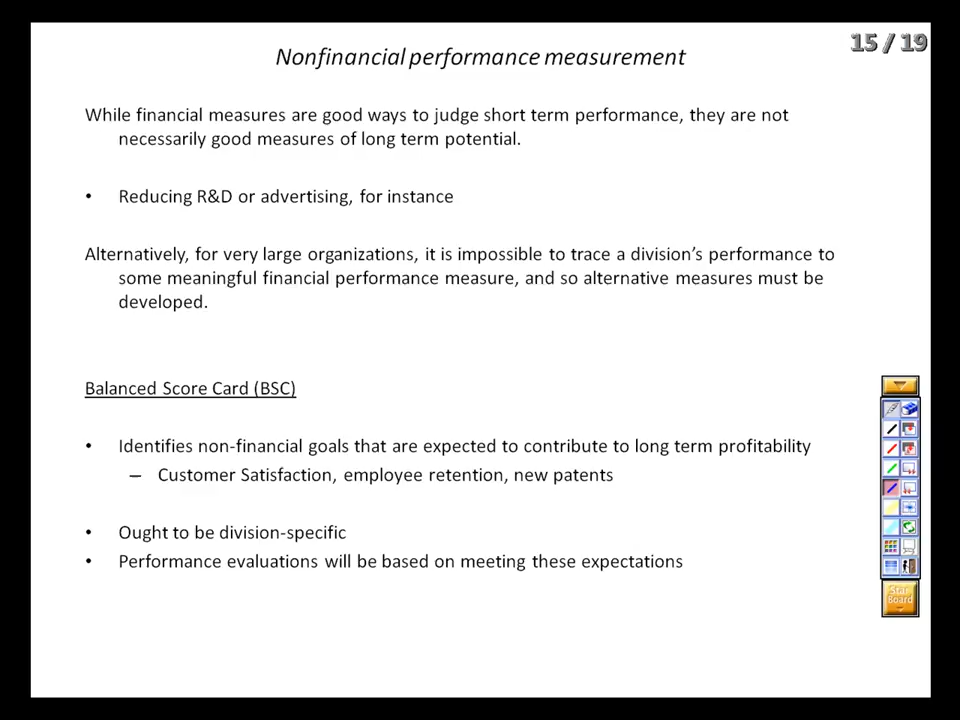 Nonfinancial performance measurement
15 / 19
While financial measures are good ways to judge short term performance, they are not
necessarily good measures of long term potential.
• Reducing R&D or advertising, for instance
Alternatively, for very large organizations, it is impossible to trace a division's performance to
some meaningful financial performance measure, and so alternative measures must be
developed.
Balanced Score Card (BSC)
• Identifies non-financial goals that are expected to contribute to long term profitability
– Customer Satisfaction, employee retention, new patents
• Ought to be division-specific
• Performance evaluations will be based on meeting these expectations
Star
Board